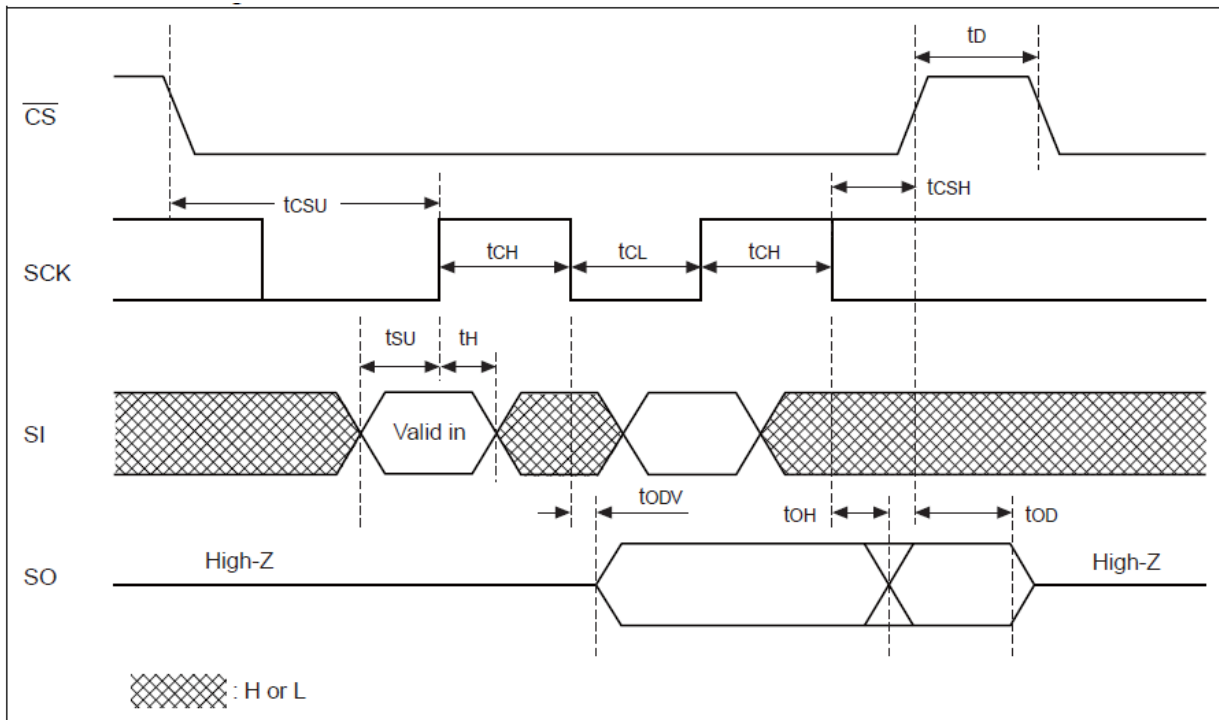 tD
CS
tCSH
tCSU
tCH
tCL
tCH
SCK
tSU
tH
SI
Valid in
tODV
tOH
tOD
High-Z
High-Z
SO
: H or L